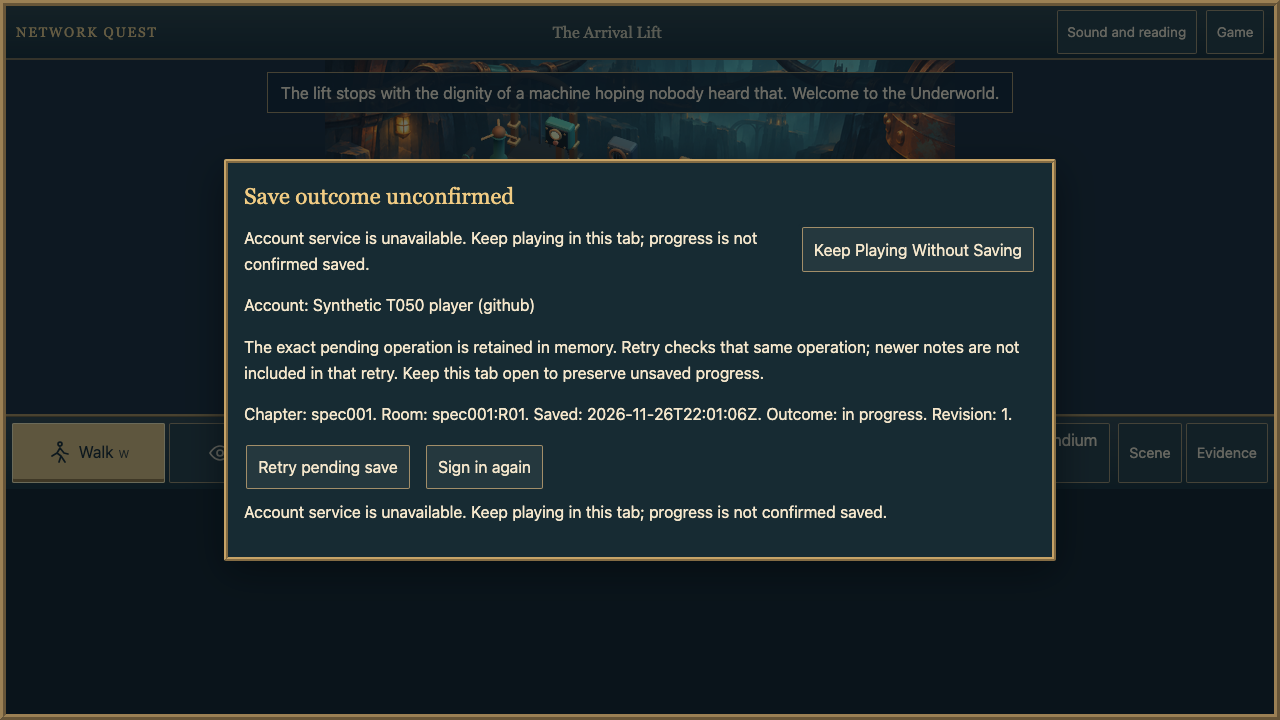 NETWORK QUEST
The Arrival Lift
Sound and reading
Game
The lift stops with the dignity of a machine hoping nobody heard that. Welcome to the Underworld.
Save outcome unconfirmed
Account service is unavailable. Keep playing in this tab; progress is not
confirmed saved.
Keep Playing Without Saving
Account: Synthetic T050 player (github)
The exact pending operation is retained in memory. Retry checks that same operation; newer notes are not
included in that retry. Keep this tab open to preserve unsaved progress.
Chapter: spec001. Room: spec001:R01. Saved: 2026-11-26T22:01:06Z. Outcome: in progress. Revision: 1.
Walk W
Scene
Evidence
Retry pending save
Sign in again
Account service is unavailable. Keep playing in this tab; progress is not confirmed saved.